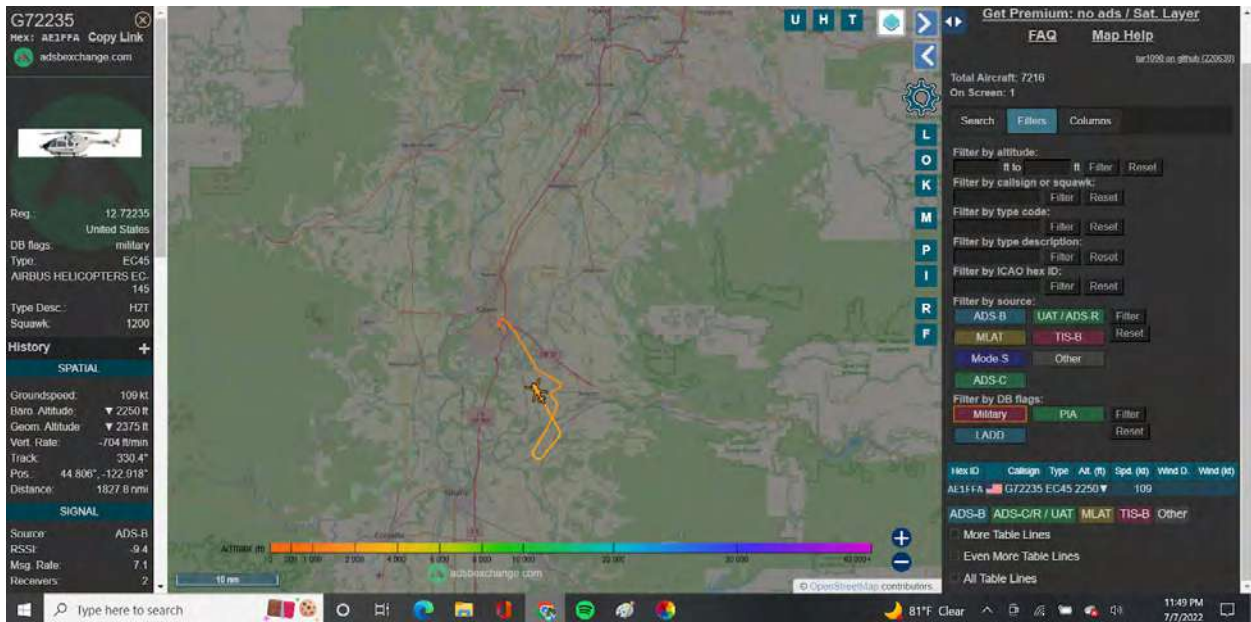 G72235
Hex: AE1FFA Copy Link
adsbexchange.com
Reg.: 12-72235
United States
DB flags: military
Type: EC45
AIRBUS HELICOPTERS EC-
145
Type Desc.: H2T
Squawk: 1200
History +
SPATIAL
Groundspeed: 109 kt
Baro. Altitude: ▼ 2250 ft
Geom. Altitude: ▼ 2375 ft
Vert. Rate: -704 ft/min
Track: 330.4°
Pos.: 44.806°, -122.918°
Distance: 1827.8 nmi
SIGNAL
Source: ADS-B
RSSI: -9.4
Msg. Rate: 7.1
Receivers: 2
U H T
L
O
K
M
P
I
R
F
10 nm
adsbexchange.com
© OpenStreetMap contributors.
Get Premium: no ads / Sat. Layer
FAQ Map Help
tar1090 on github (220630)
Total Aircraft: 7216
On Screen: 1
Search Filters Columns
Filter by altitude:
ft to ft Filter Reset
Filter by callsign or squawk:
Filter Reset
Filter by type code:
Filter Reset
Filter by type description:
Filter Reset
Filter by ICAO hex ID:
Filter Reset
Filter by source:
ADS-B UAT / ADS-R Filter
MLAT TIS-B Reset
Mode-S Other
ADS-C
Filter by DB flags:
Military PIA Filter
LADD Reset
Hex ID Callsign Type Alt. (ft) Spd. (kt) Wind D. Wind (kt)
AE1FFA G72235 EC45 2250▼ 109
ADS-B ADS-C/R / UAT MLAT TIS-B Other
More Table Lines
Even More Table Lines
All Table Lines
Type here to search
81°F Clear
11:49 PM
7/7/2022